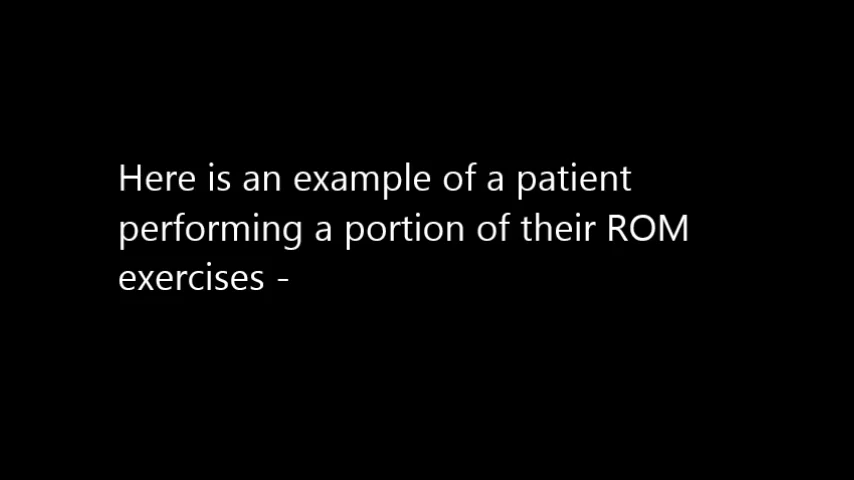 Here is an example of a patient
performing a portion of their ROM
exercises -